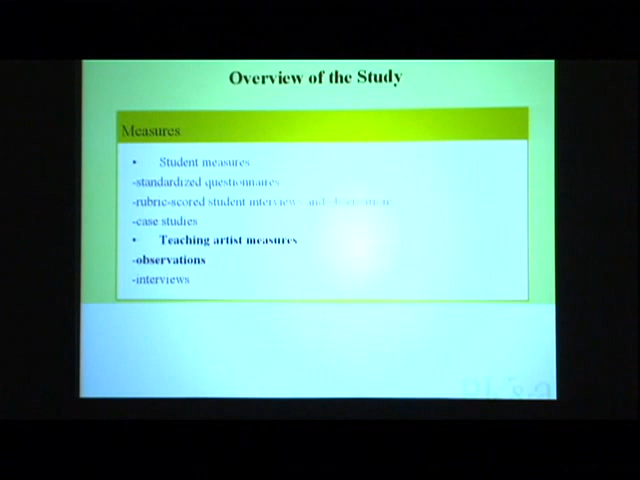 Overview of the Study
Measures
• Student measures
-standardized questionnaires
-rubric-scored student interviews and observations
-case studies
• Teaching artist measures
-observations
-interviews